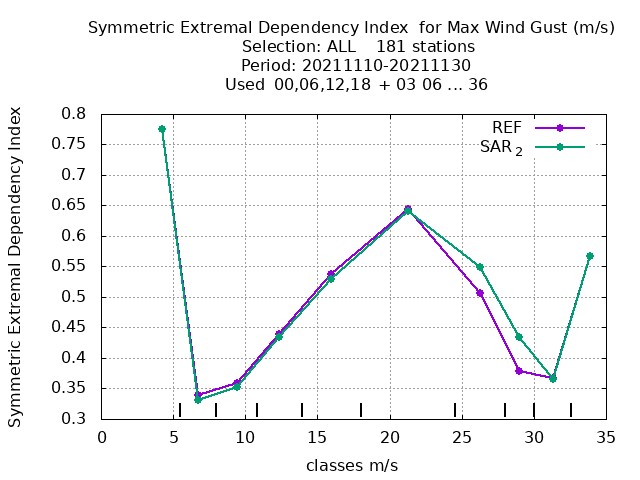 Symmetric Extremal Dependency Index  for Max Wind Gust (m/s)
Selection: ALL    181 stations
Period: 20211110-20211130
Used  00,06,12,18  + 03 06 ... 36
Symmetric Extremal Dependency Index
0.8
0.75
0.7
0.65
0.6
0.55
0.5
0.45
0.4
0.35
0.3
REF
SAR 2
0 5 10 15 20 25 30 35
classes m/s